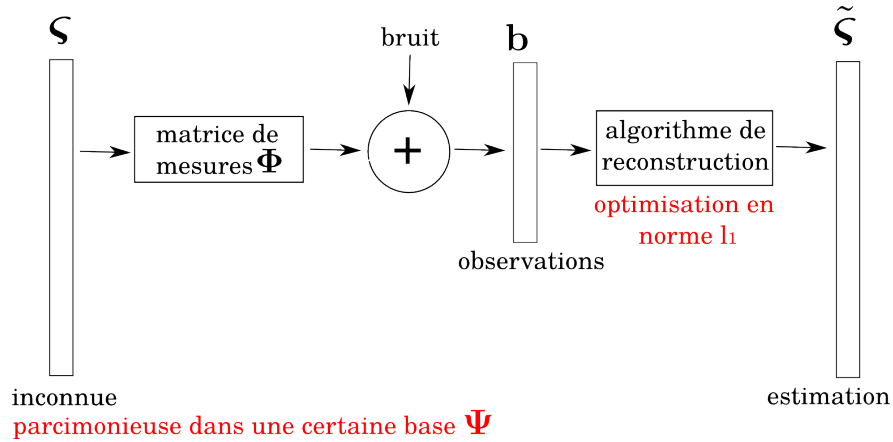 ς
bruit
b
ς̃
matrice de
mesures Φ
+
algorithme de
reconstruction
optimisation en
norme l₁
observations
inconnue
parcimonieuse dans une certaine base Ψ
estimation